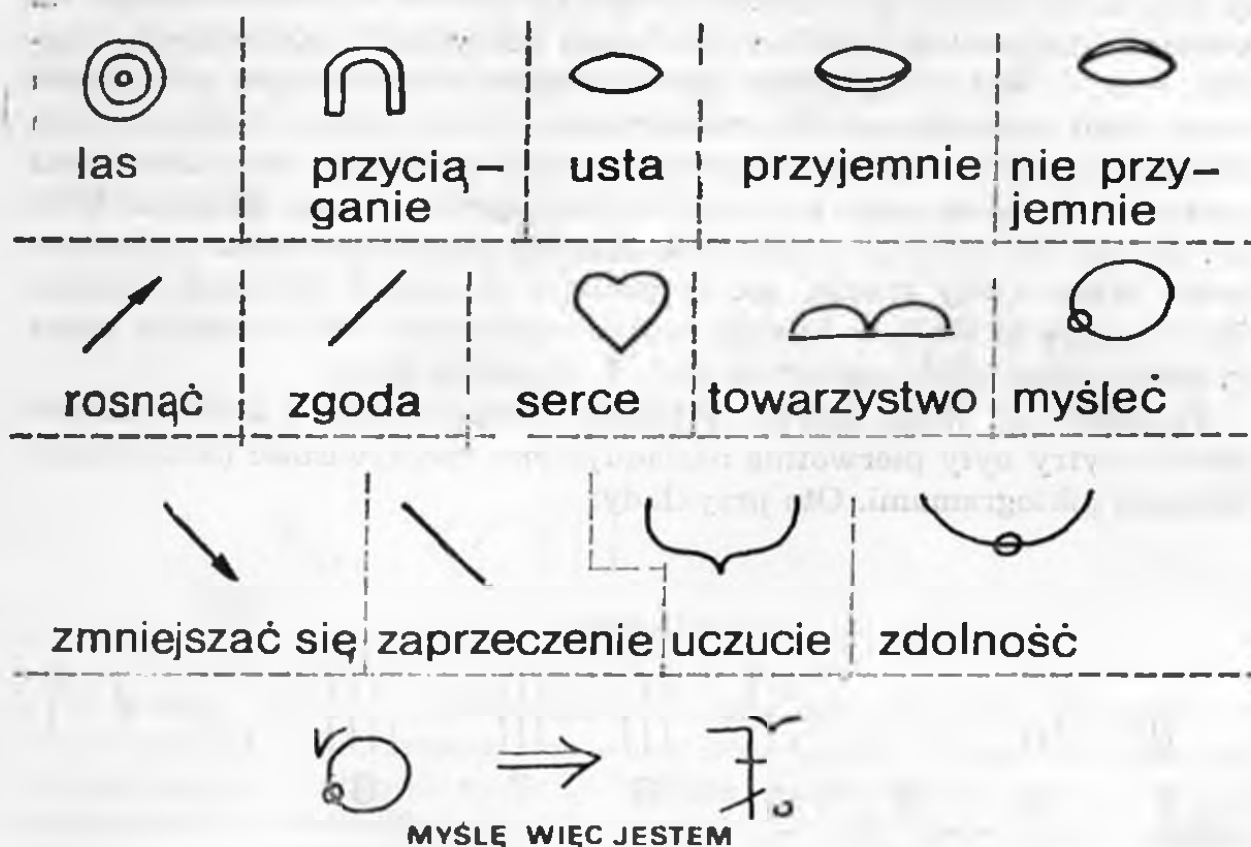 las przycią- usta przyjemnie nie przy-
ganie jemnie
rosnąć zgoda serce towarzystwo myśleć
zmniejszać się zaprzeczenie uczucie zdolność
MYŚLĘ WIĘC JESTEM